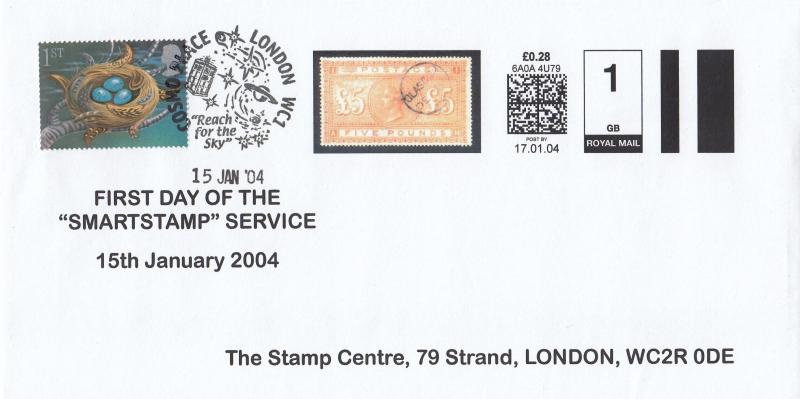 1ST
COSMO PLACE LONDON WC1
"Reach
for the
Sky"
15 JAN '04
POSTAGE
£5 £5
FIVE POUNDS
£0.28
6A0A 4U79
POST BY
17.01.04
1
GB
ROYAL MAIL
FIRST DAY OF THE
"SMARTSTAMP" SERVICE
15th January 2004
The Stamp Centre, 79 Strand, LONDON, WC2R 0DE